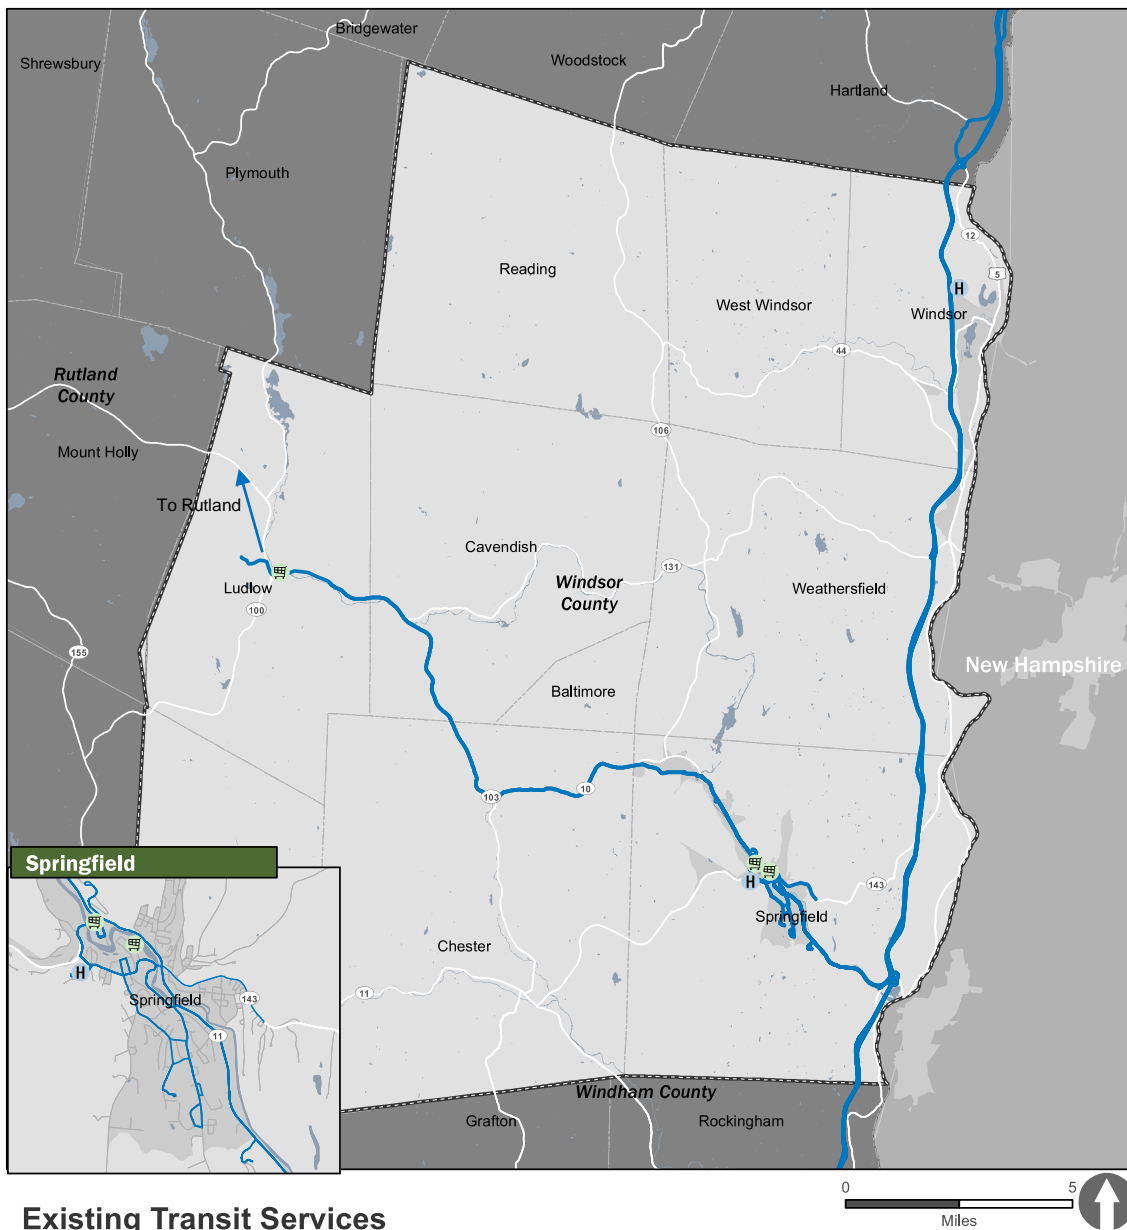 Bridgewater
Shrewsbury
Woodstock
Hartland
Plymouth
12
Reading
5
H
West Windsor
Windsor
44
Rutland
County
106
Mount Holly
To Rutland
Cavendish
131
Windsor
County
Ludlow
Weathersfield
100
155
New Hampshire
Baltimore
10
103
Springfield
H
143
Springfield
Chester
H
11
Springfield
143
11
Windham County
Grafton
Rockingham
0
5
Miles
Existing Transit Services